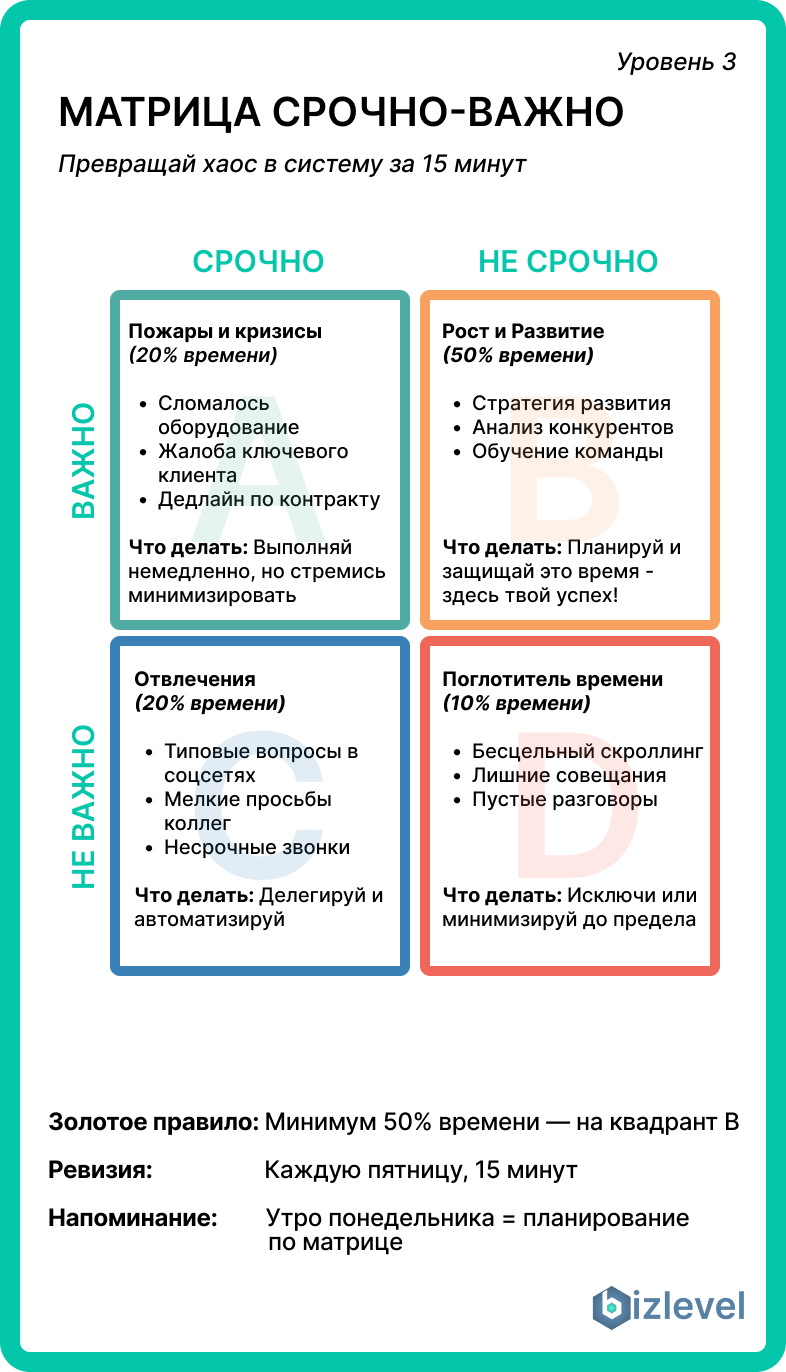 Уровень 3
МАТРИЦА СРОЧНО-ВАЖНО
Превращай хаос в систему за 15 минут
СРОЧНО
НЕ СРОЧНО
ВАЖНО
Пожары и кризисы
(20% времени)
• Сломалось
оборудование
• Жалоба ключевого
клиента
• Дедлайн по контракту
Что делать: Выполняй
немедленно, но стремись
минимизировать
A
Рост и Развитие
(50% времени)
• Стратегия развития
• Анализ конкурентов
• Обучение команды
Что делать: Планируй и
защищай это время -
здесь твой успех!
B
НЕ ВАЖНО
Отвлечения
(20% времени)
• Типовые вопросы в
соцсетях
• Мелкие просьбы
коллег
• Несрочные звонки
Что делать: Делегируй и
автоматизируй
C
Поглотитель времени
(10% времени)
• Бесцельный скроллинг
• Лишние совещания
• Пустые разговоры
Что делать: Исключи или
минимизируй до предела
D
Золотое правило: Минимум 50% времени — на квадрант B
Ревизия: Каждую пятницу, 15 минут
Напоминание: Утро понедельника = планирование
по матрице
bizlevel